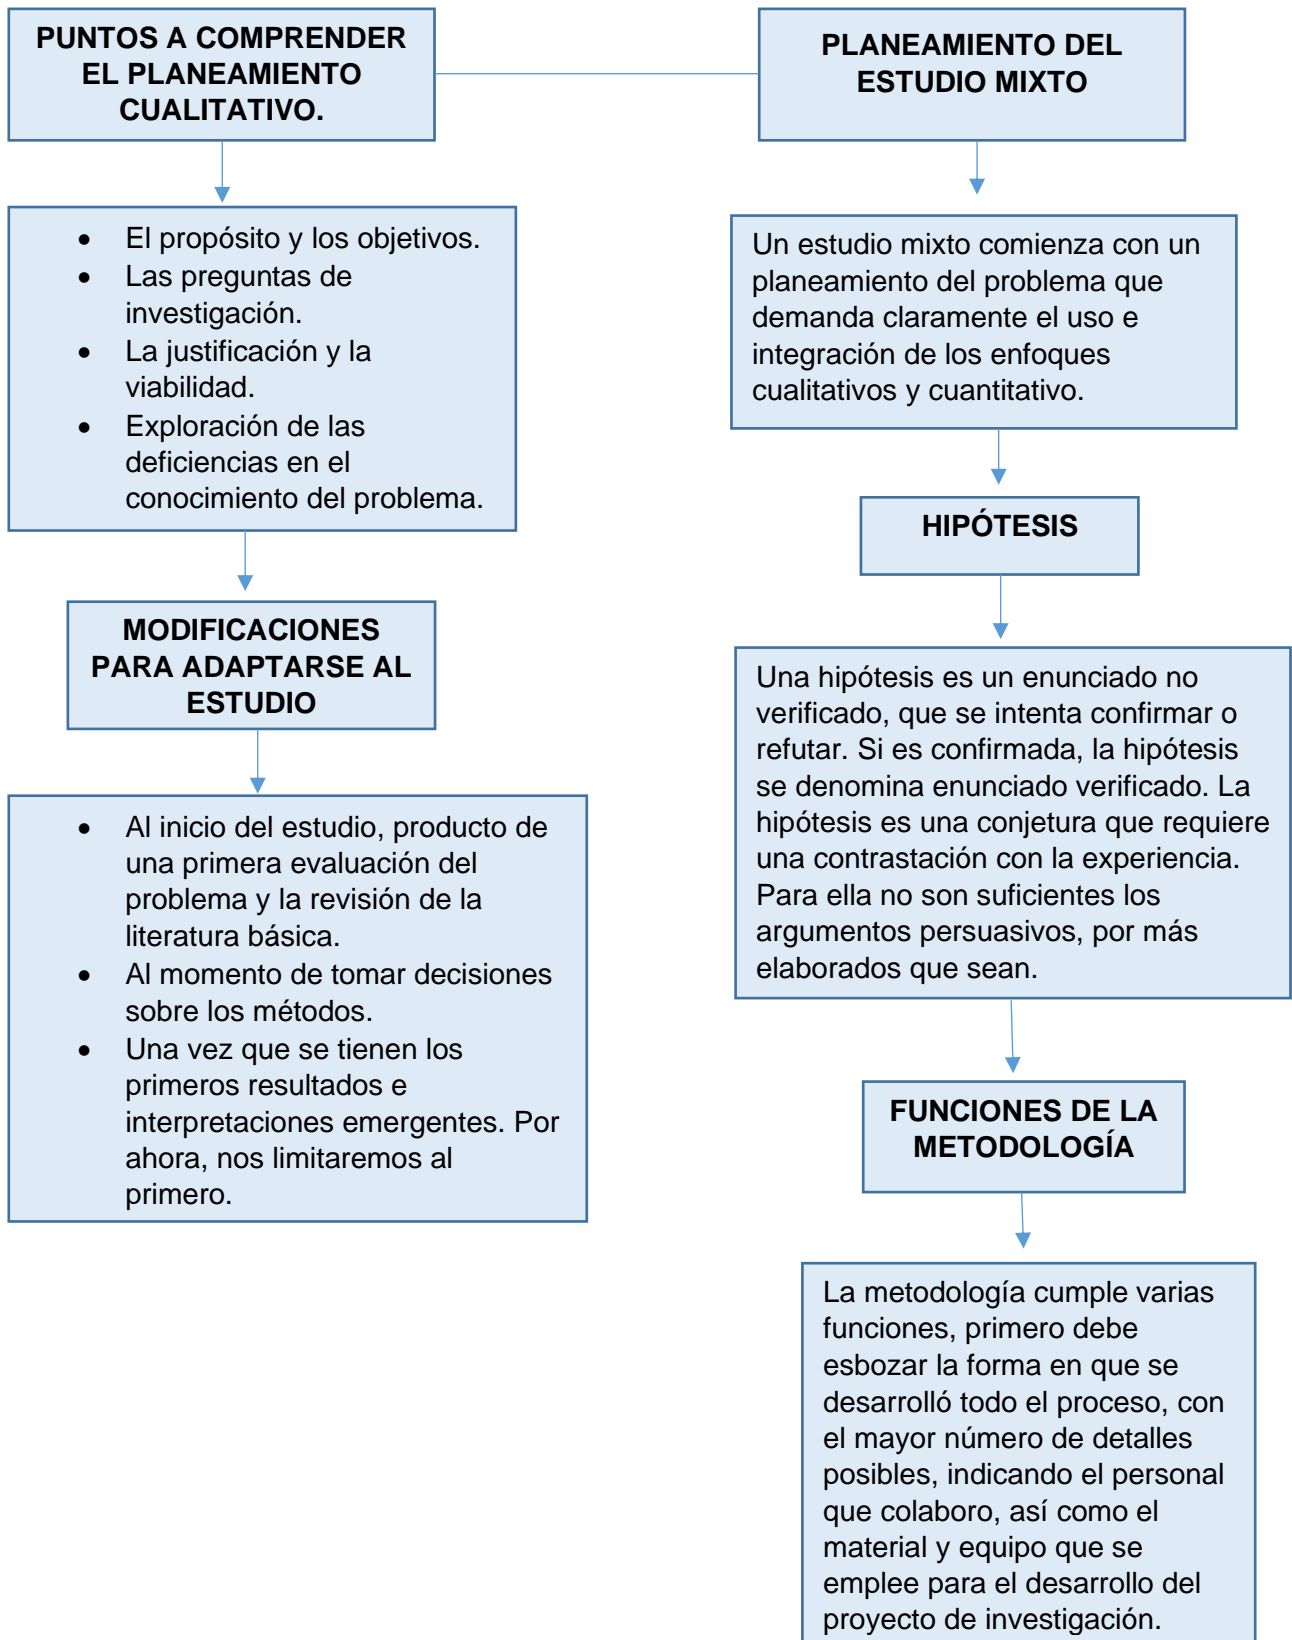 PUNTOS A COMPRENDER
EL PLANEAMIENTO
CUALITATIVO.
• El propósito y los objetivos.
• Las preguntas de
investigación.
• La justificación y la
viabilidad.
• Exploración de las
deficiencias en el
conocimiento del problema.
MODIFICACIONES
PARA ADAPTARSE AL
ESTUDIO
• Al inicio del estudio, producto de
una primera evaluación del
problema y la revisión de la
literatura básica.
• Al momento de tomar decisiones
sobre los métodos.
• Una vez que se tienen los
primeros resultados e
interpretaciones emergentes. Por
ahora, nos limitaremos al
primero.
PLANEAMIENTO DEL
ESTUDIO MIXTO
Un estudio mixto comienza con un
planeamiento del problema que
demanda claramente el uso e
integración de los enfoques
cualitativos y cuantitativo.
HIPÓTESIS
Una hipótesis es un enunciado no
verificado, que se intenta confirmar o
refutar. Si es confirmada, la hipótesis
se denomina enunciado verificado. La
hipótesis es una conjetura que requiere
una contrastación con la experiencia.
Para ella no son suficientes los
argumentos persuasivos, por más
elaborados que sean.
FUNCIONES DE LA
METODOLOGÍA
La metodología cumple varias
funciones, primero debe
esbozar la forma en que se
desarrolló todo el proceso, con
el mayor número de detalles
posibles, indicando el personal
que colaboro, así como el
material y equipo que se
emplee para el desarrollo del
proyecto de investigación.